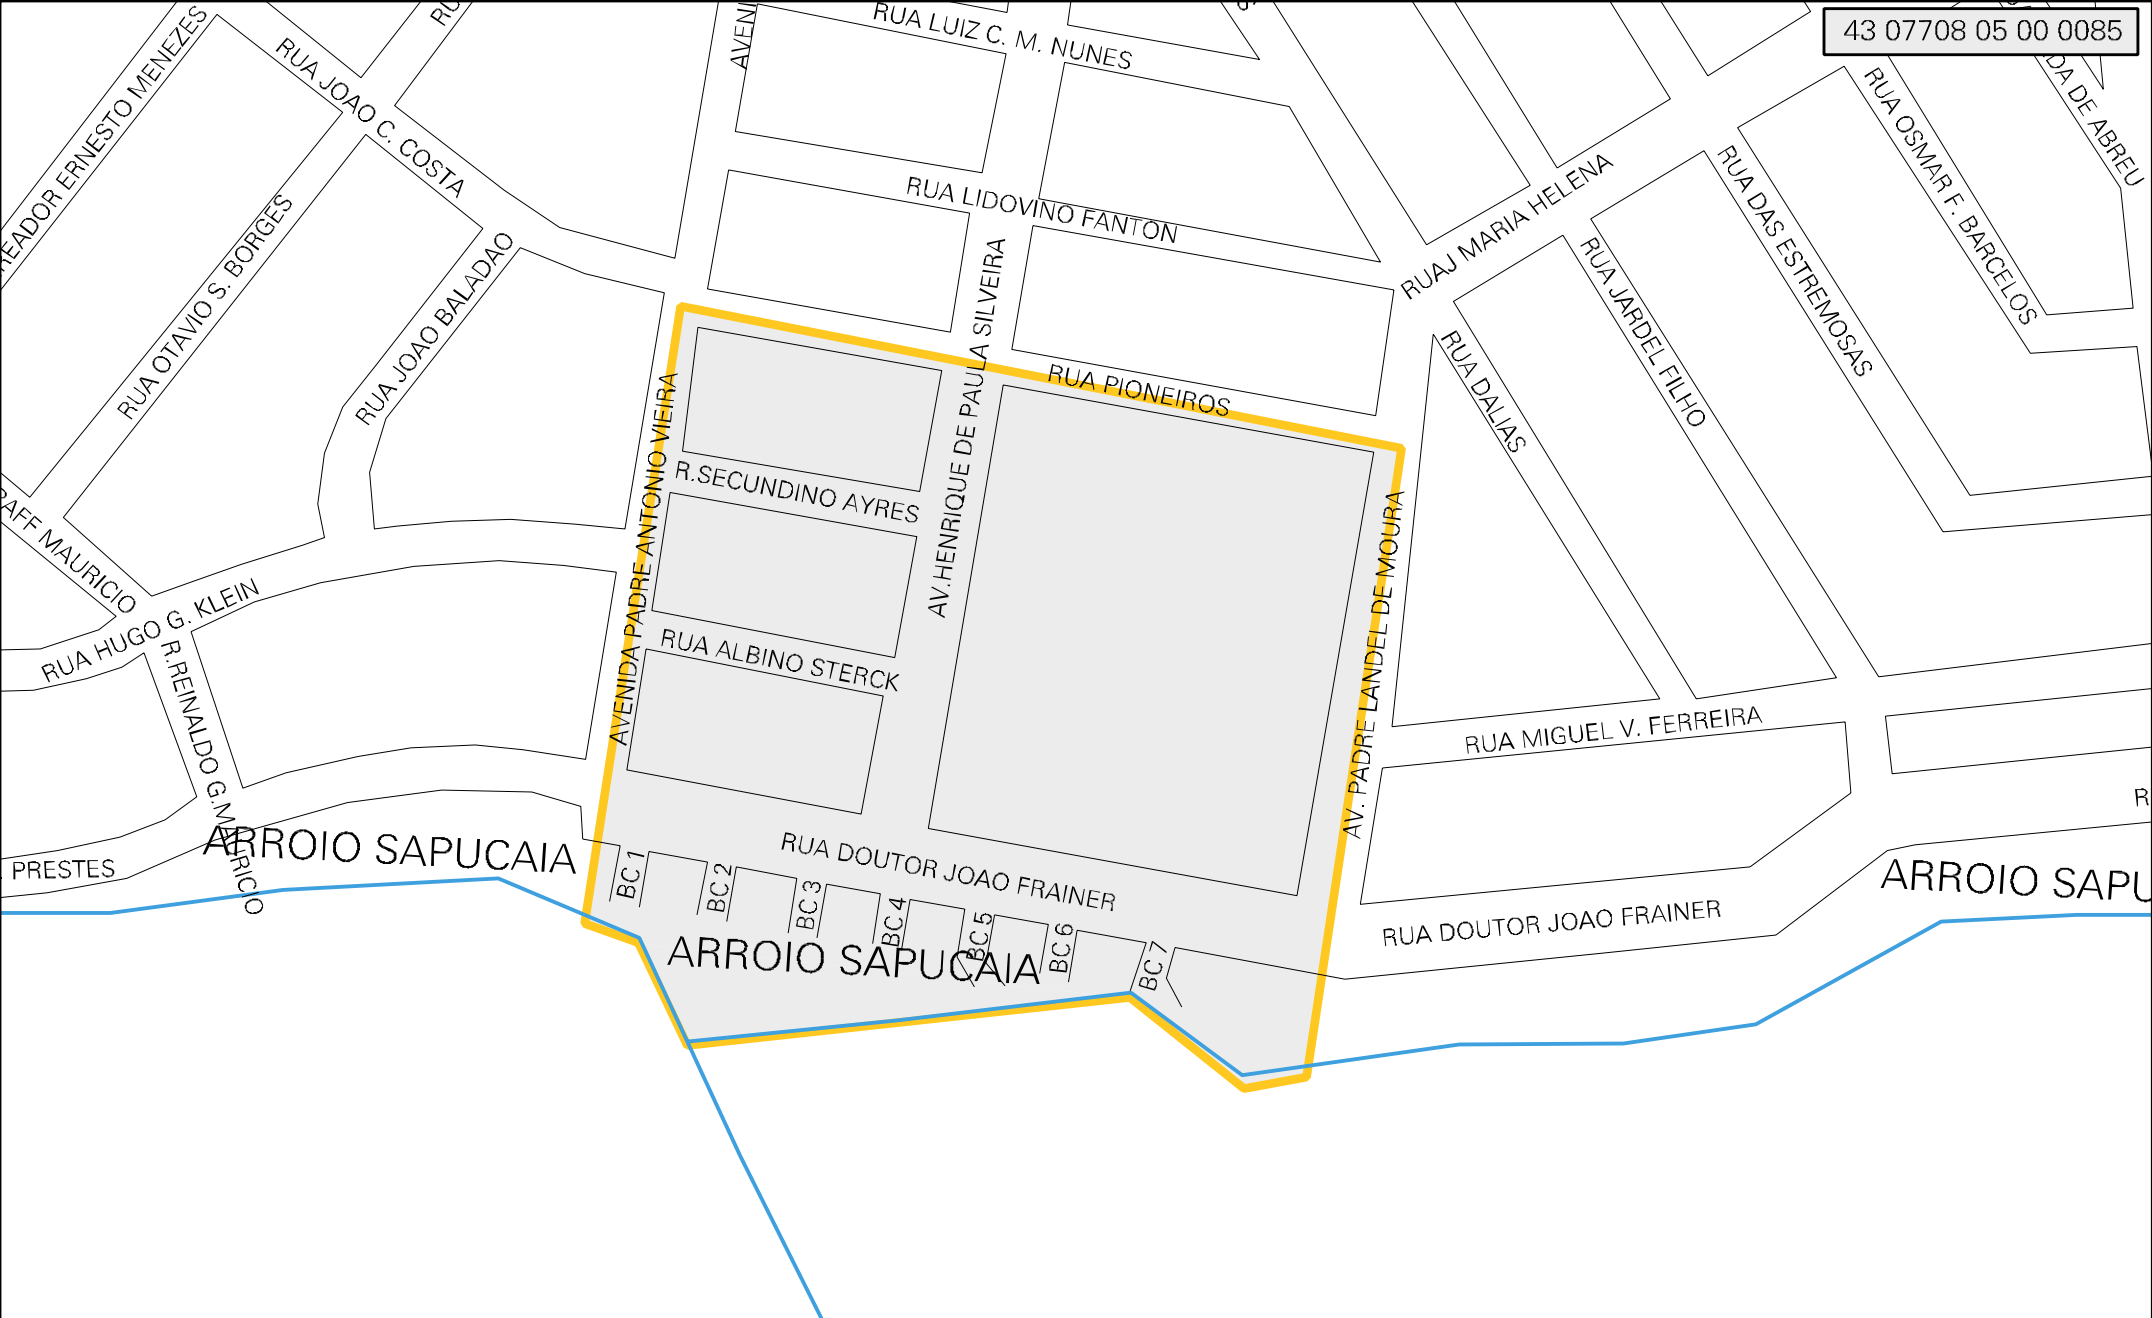 43 07708 05 00 0085
RUA LUIZ C. M. NUNES
RUA JOAO C. COSTA
RUA LIDOVINO FANTON
RUAJ MARIA HELENA
RUA OSMAR F. BARCELOS
DA DE ABREU
RUA DAS ESTREMOSAS
RUA JARDEL FILHO
RUA DALIAS
READOR ERNESTO MENEZES
RUA OTAVIO S. BORGES
RUA JOAO BALADAO
AVENIDA PADRE ANTONIO VIEIRA
AV.HENRIQUE DE PAULA SILVEIRA
RUA PIONEIROS
R.SECUNDINO AYRES
AV. PADRE LANDEL DE MOURA
RAFF MAURICIO
RUA HUGO G. KLEIN
RUA ALBINO STERCK
R.REINALDO G.MAURICIO
RUA MIGUEL V. FERREIRA
RUA DOUTOR JOAO FRAINER
PRESTES
ARROIO SAPUCAIA
BC 1
BC 2
BC 3
BC 4
BC 5
BC 6
BC 7
ARROIO SAPUCAIA
RUA DOUTOR JOAO FRAINER
ARROIO SAPU
AVENI
RU
R